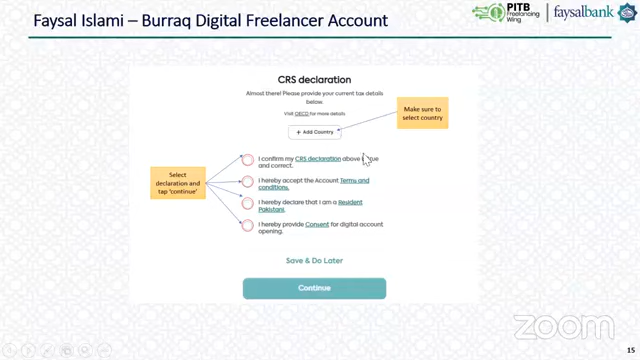 Faysal Islami – Burraq Digital Freelancer Account
PITB
Freelancing
Wing
faysalbank
CRS declaration
Almost there! Please provide your current tax details
below.
Visit OECD for more details
+ Add Country
Make sure to
select country
Select
declaration and
tap 'continue'
I confirm my CRS declaration above is true
and correct.
I hereby accept the Account Terms and
conditions.
I hereby declare that I am a Resident
Pakistani.
I hereby provide Consent for digital account
opening.
Save & Do Later
Continue
zoom
15